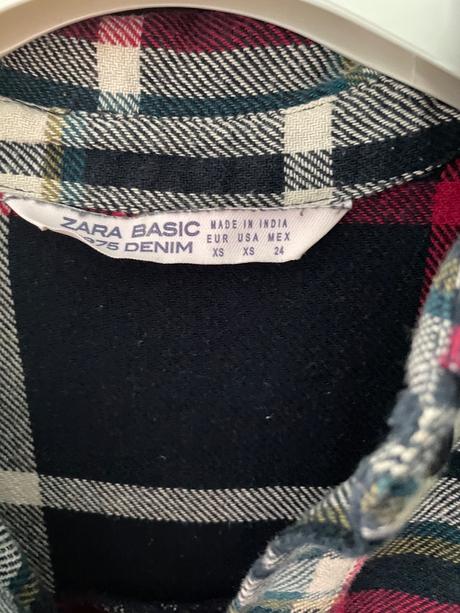 ZARA BASIC
975 DENIM
MADE IN INDIA
EUR USA MEX
XS XS 24